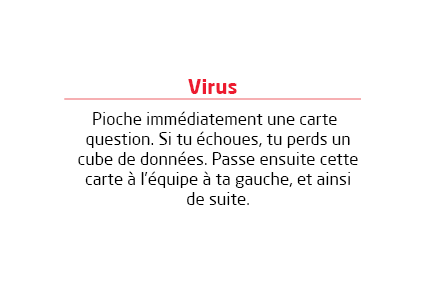 Virus
Pioche immédiatement une carte
question. Si tu échoues, tu perds un
cube de données. Passe ensuite cette
carte à l'équipe à ta gauche, et ainsi
de suite.